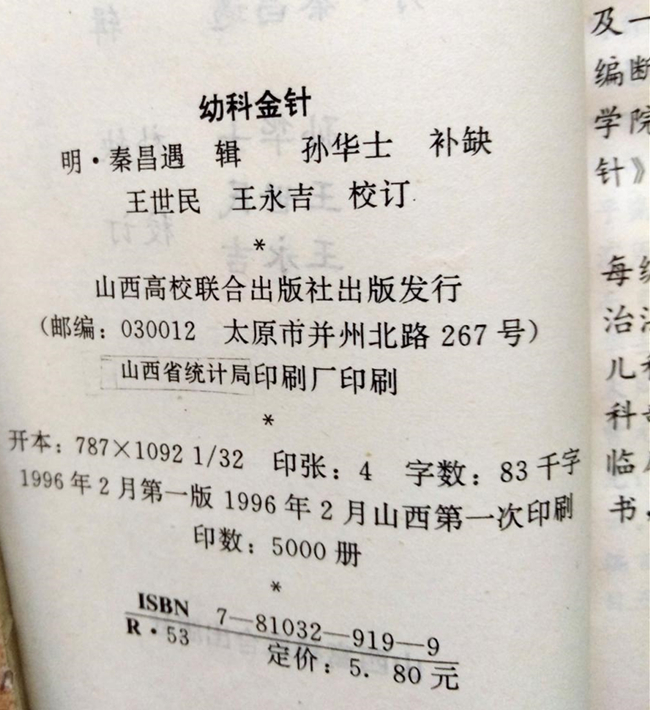 幼科金针
明·秦昌遇 辑 孙华士 补缺
王世民 王永吉 校订
*
山西高校联合出版社出版发行
（邮编：030012 太原市并州北路 267 号）
山西省统计局印刷厂印刷
*
开本：787×1092 1/32 印张：4 字数：83 千字
1996 年 2 月第一版 1996 年 2 月山西第一次印刷
印数：5000 册
*
ISBN 7—81032—919—9
R·53
定价：5.80 元
及一
编断
学院
针》
每编
治法
儿科
科
临
书，